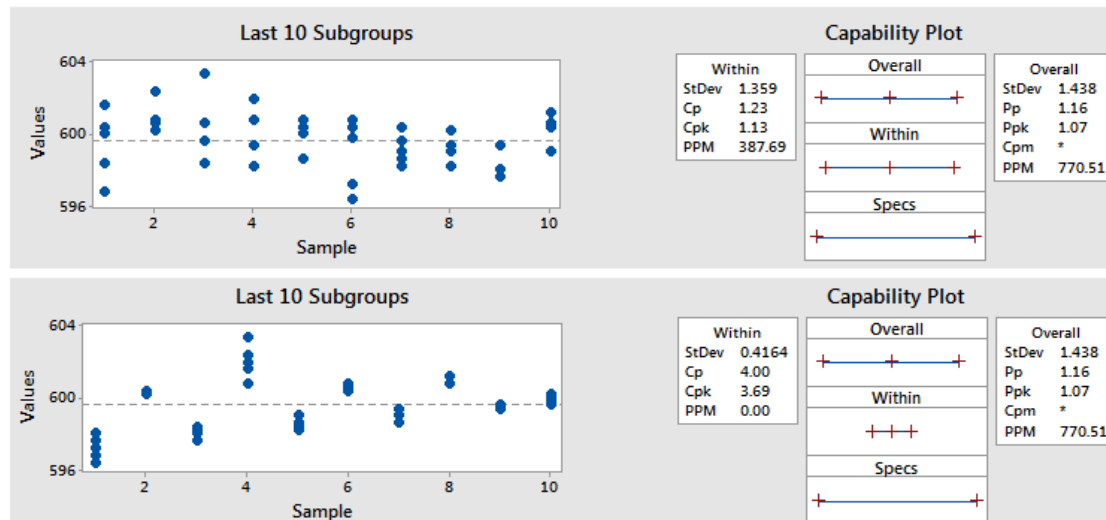 Last 10 Subgroups
604
600
596
Values
2 4 6 8 10
Sample
Capability Plot
Within
StDev 1.359
Cp 1.23
Cpk 1.13
PPM 387.69
Overall
Within
Specs
Overall
StDev 1.438
Pp 1.16
Ppk 1.07
Cpm *
PPM 770.51
Last 10 Subgroups
604
600
596
Values
2 4 6 8 10
Sample
Capability Plot
Within
StDev 0.4164
Cp 4.00
Cpk 3.69
PPM 0.00
Overall
Within
Specs
Overall
StDev 1.438
Pp 1.16
Ppk 1.07
Cpm *
PPM 770.51